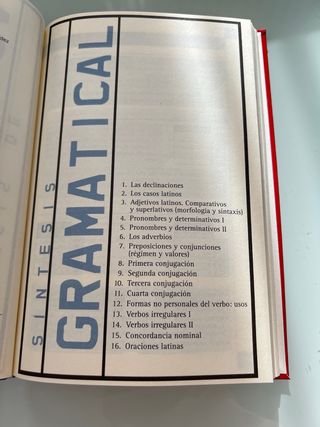 SÍNTESIS
GRAMATICAL
1. Las declinaciones
2. Los casos latinos
3. Adjetivos latinos. Comparativos
y superlativos (morfología y sintaxis)
4. Pronombres y determinativos I
5. Pronombres y determinativos II
6. Los adverbios
7. Preposiciones y conjunciones
(régimen y valores)
8. Primera conjugación
9. Segunda conjugación
10. Tercera conjugación
11. Cuarta conjugación
12. Formas no personales del verbo: usos
13. Verbos irregulares I
14. Verbos irregulares II
15. Concordancia nominal
16. Oraciones latinas